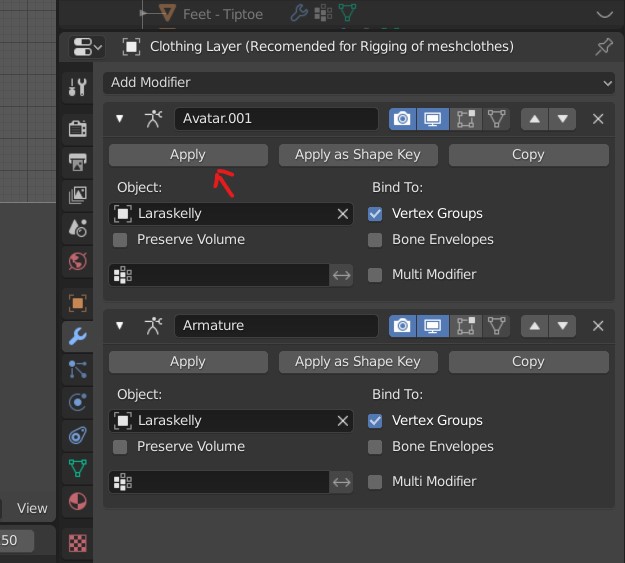 Feet - Tiptoe
Clothing Layer (Recomended for Rigging of meshclothes)
Add Modifier
Avatar.001
Apply Apply as Shape Key Copy
Object: Bind To:
Laraskelly Vertex Groups
Preserve Volume Bone Envelopes
Multi Modifier
Armature
Apply Apply as Shape Key Copy
Object: Bind To:
Laraskelly Vertex Groups
Preserve Volume Bone Envelopes
Multi Modifier
View
50